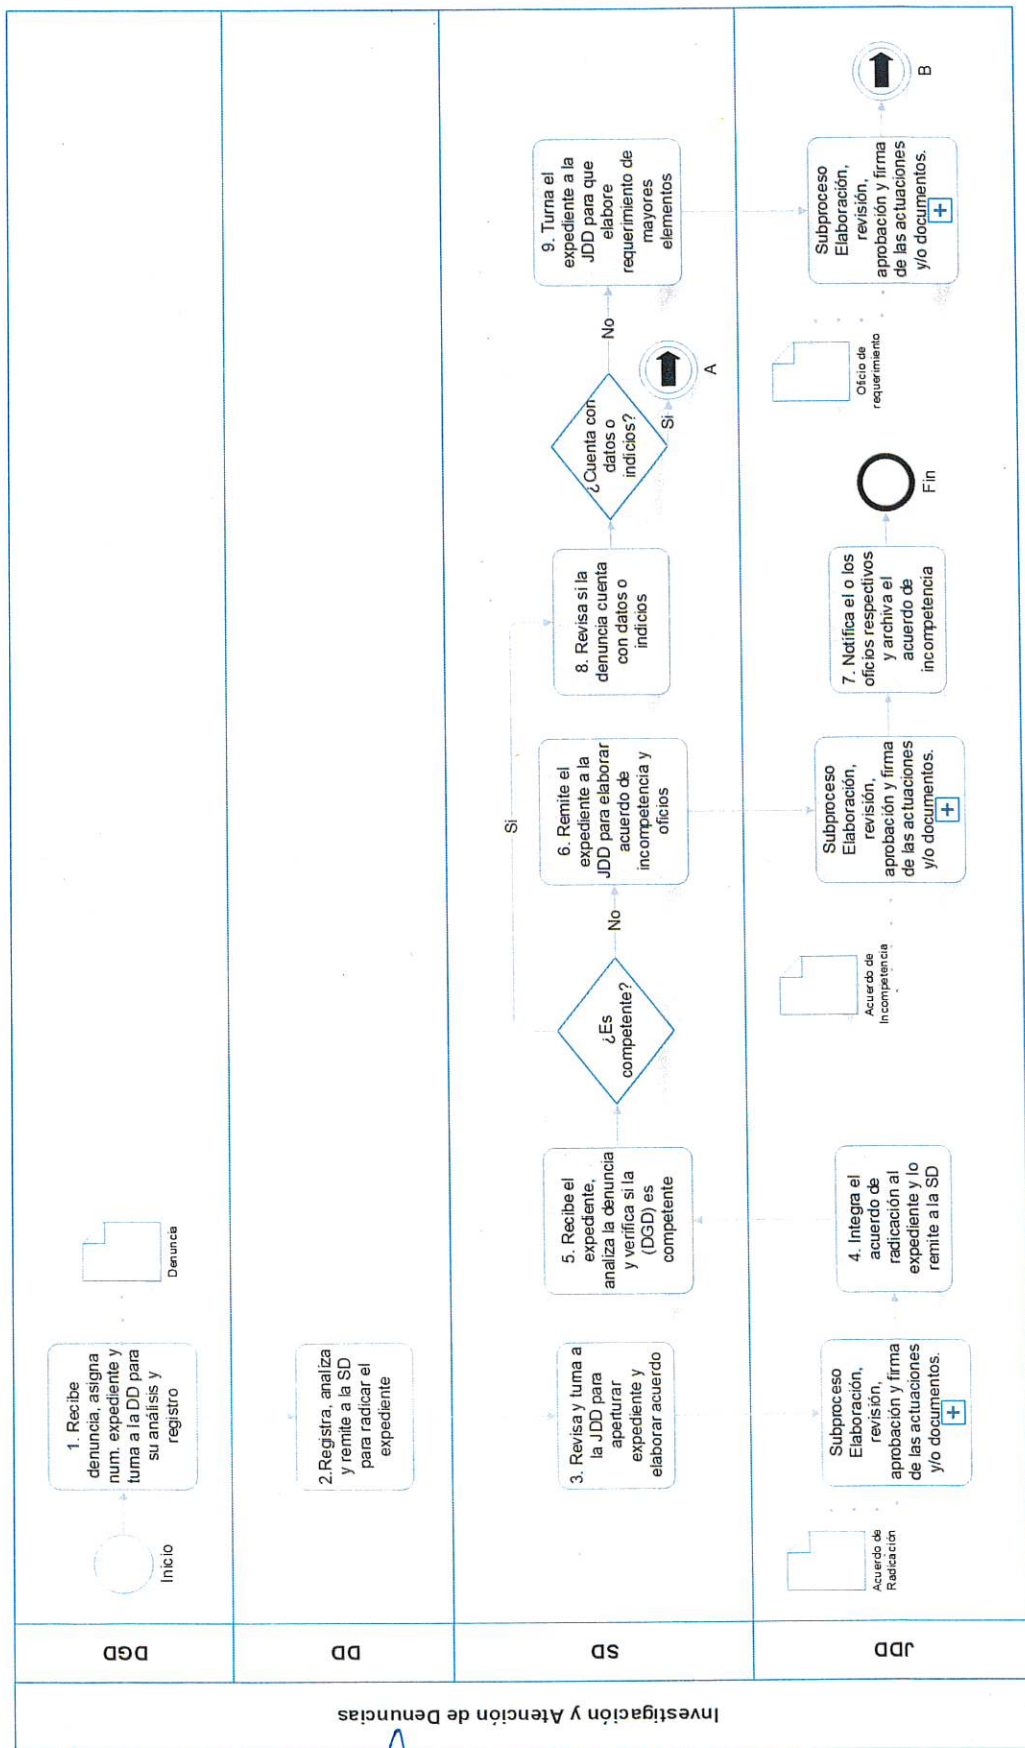 Investigación y Atención de Denuncias
DGD
Inicio
1. Recibe
denuncia, asigna
num. expediente y
turna a la DD para
su análisis y
registro
Denuncia
DD
2.Registra, analiza
y remite a la SD
para radicar el
expediente
SD
3. Revisa y turna a
la JDD para
aperturar
expediente y
elaborar acuerdo
5. Recibe el
expediente,
analiza la denuncia
y verifica si la
(DGD) es
competente
¿Es
competente?
Si
No
6. Remite el
expediente a la
JDD para elaborar
acuerdo de
incompetencia y
oficios
8. Revisa si la
denuncia cuenta
con datos o
indicios
¿Cuenta con
datos o
indicios?
No
Si
A
9. Turna el
expediente a la
JDD para que
elabore
requerimiento de
mayores
elementos
JDD
Acuerdo de
Radicación
Subproceso
Elaboración,
revisión,
aprobación y firma
de las actuaciones
y/o documentos.
4. Integra el
acuerdo de
radicación al
expediente y lo
remite a la SD
Acuerdo de
Incompetencia
Subproceso
Elaboración,
revisión,
aprobación y firma
de las actuaciones
y/o documentos.
7. Notifica el o los
oficios respectivos
y archiva el
acuerdo de
incompetencia
Fin
Oficio de
requerimiento
Subproceso
Elaboración,
revisión,
aprobación y firma
de las actuaciones
y/o documentos.
B